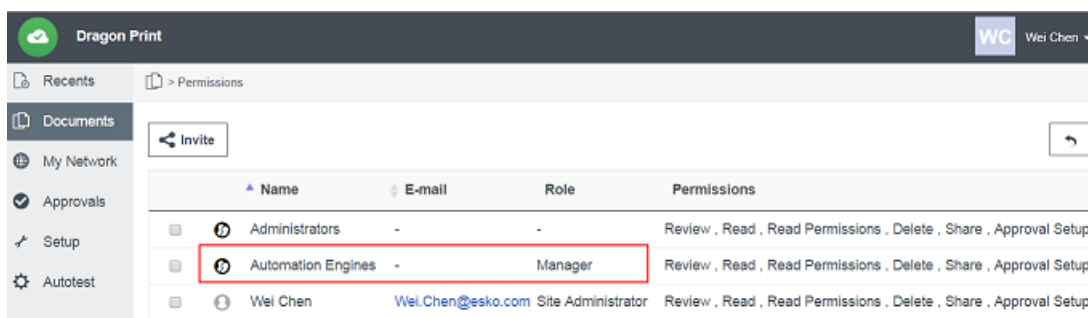 Dragon Print
WC Wei Chen
Recents
> Permissions
Documents
Invite
My Network
Name E-mail Role Permissions
Approvals
Administrators - - Review , Read , Read Permissions , Delete , Share , Approval Setup
Setup
Automation Engines - Manager Review , Read , Read Permissions , Delete , Share , Approval Setup
Autotest
Wei Chen Wei.Chen@esko.com Site Administrator Review , Read , Read Permissions , Delete , Share , Approval Setup